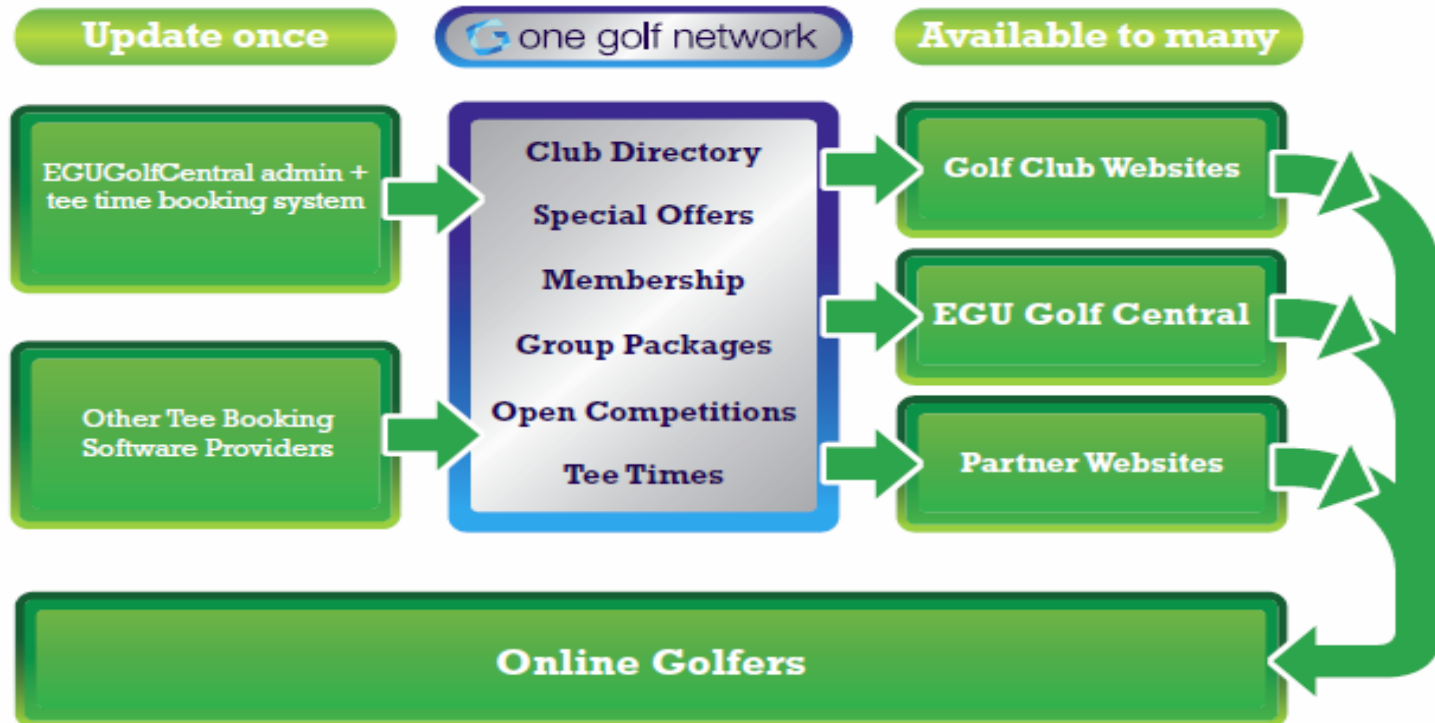 Update once
one golf network
Available to many
EGUGolfCentral admin +
tee time booking system
Other Tee Booking
Software Providers
Club Directory
Special Offers
Membership
Group Packages
Open Competitions
Tee Times
Golf Club Websites
EGU Golf Central
Partner Websites
Online Golfers